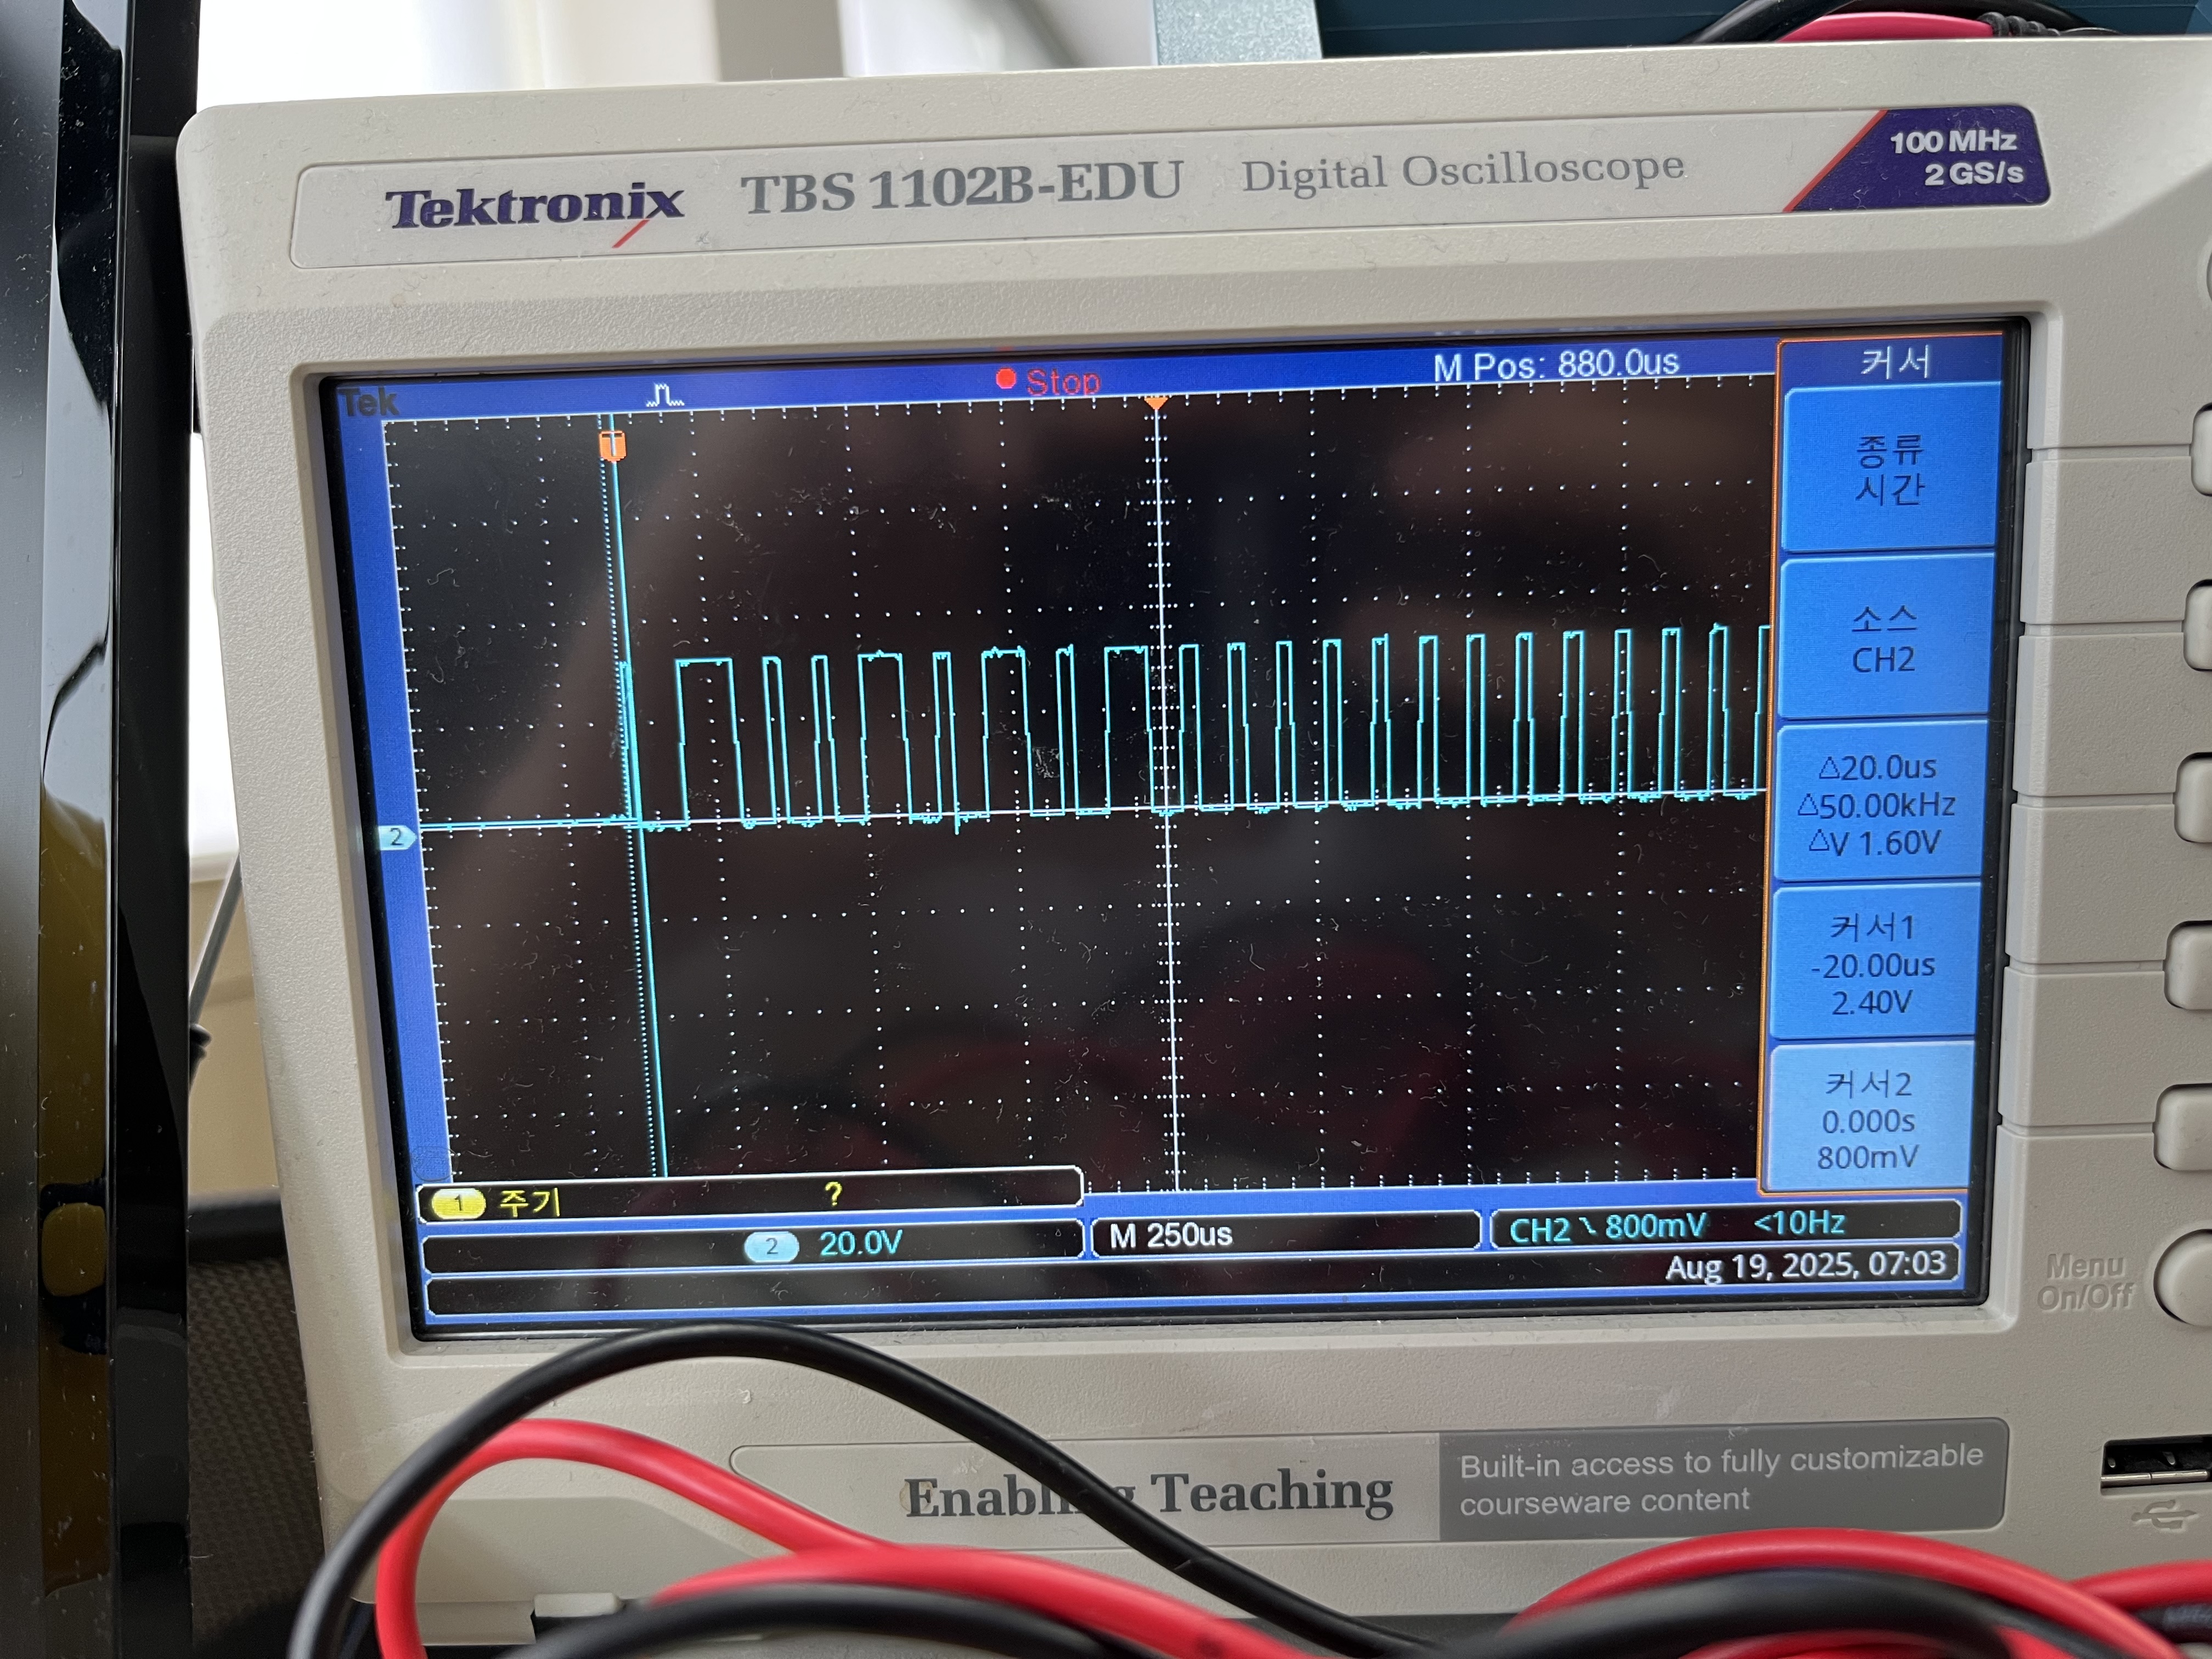 Tektronix TBS 1102B-EDU Digital Oscilloscope
100 MHz
2 GS/s
Tek
Stop
M Pos: 880.0us
T
2
커서
종류
시간
소스
CH2
△20.0us
△50.00kHz
△V 1.60V
커서1
-20.00us
2.40V
커서2
0.000s
800mV
1 주기 ?
2 20.0V
M 250us
CH2 \ 800mV <10Hz
Aug 19, 2025, 07:03
Menu
On/Off
Teaching
Built-in access to fully customizable
courseware content